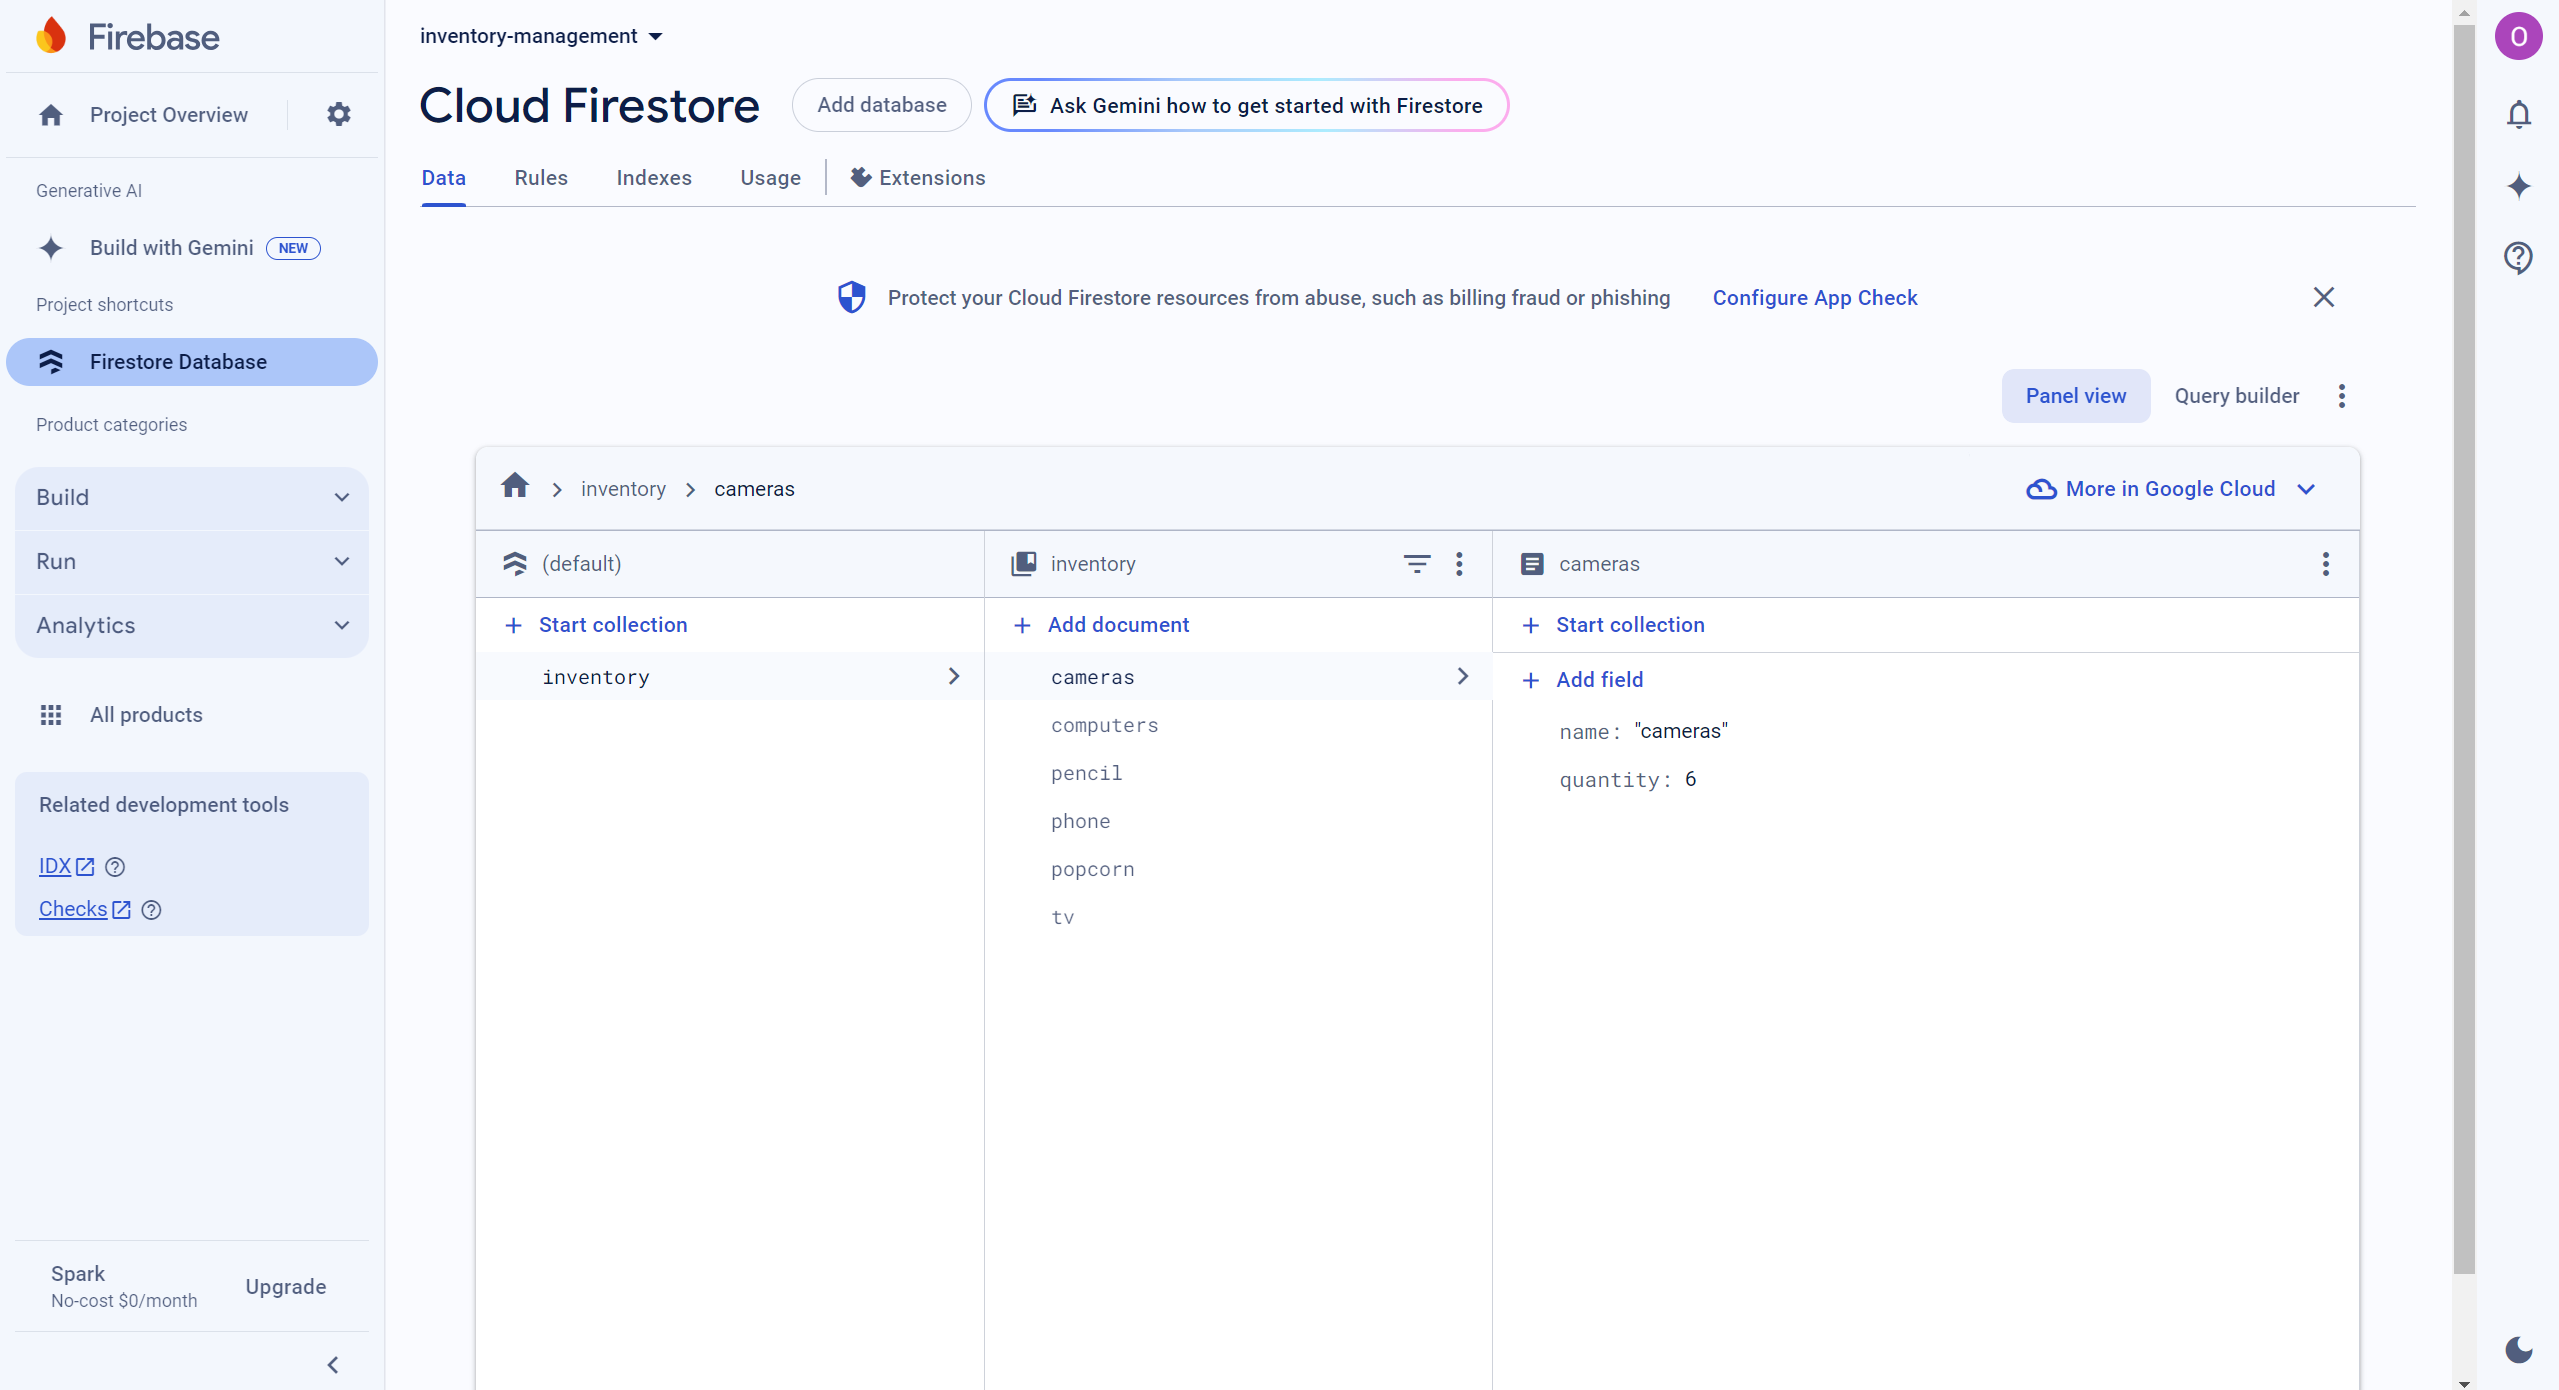 Firebase
Project Overview
Generative AI
Build with Gemini NEW
Project shortcuts
Firestore Database
Product categories
Build
Run
Analytics
All products
Related development tools
IDX
Checks
Spark
No-cost $0/month
Upgrade
inventory-management
Cloud Firestore
Add database
Ask Gemini how to get started with Firestore
Data
Rules
Indexes
Usage
Extensions
Protect your Cloud Firestore resources from abuse, such as billing fraud or phishing
Configure App Check
Panel view
Query builder
inventory
cameras
More in Google Cloud
(default)
Start collection
inventory
inventory
Add document
cameras
computers
pencil
phone
popcorn
tv
cameras
Start collection
Add field
name: "cameras"
quantity: 6
O